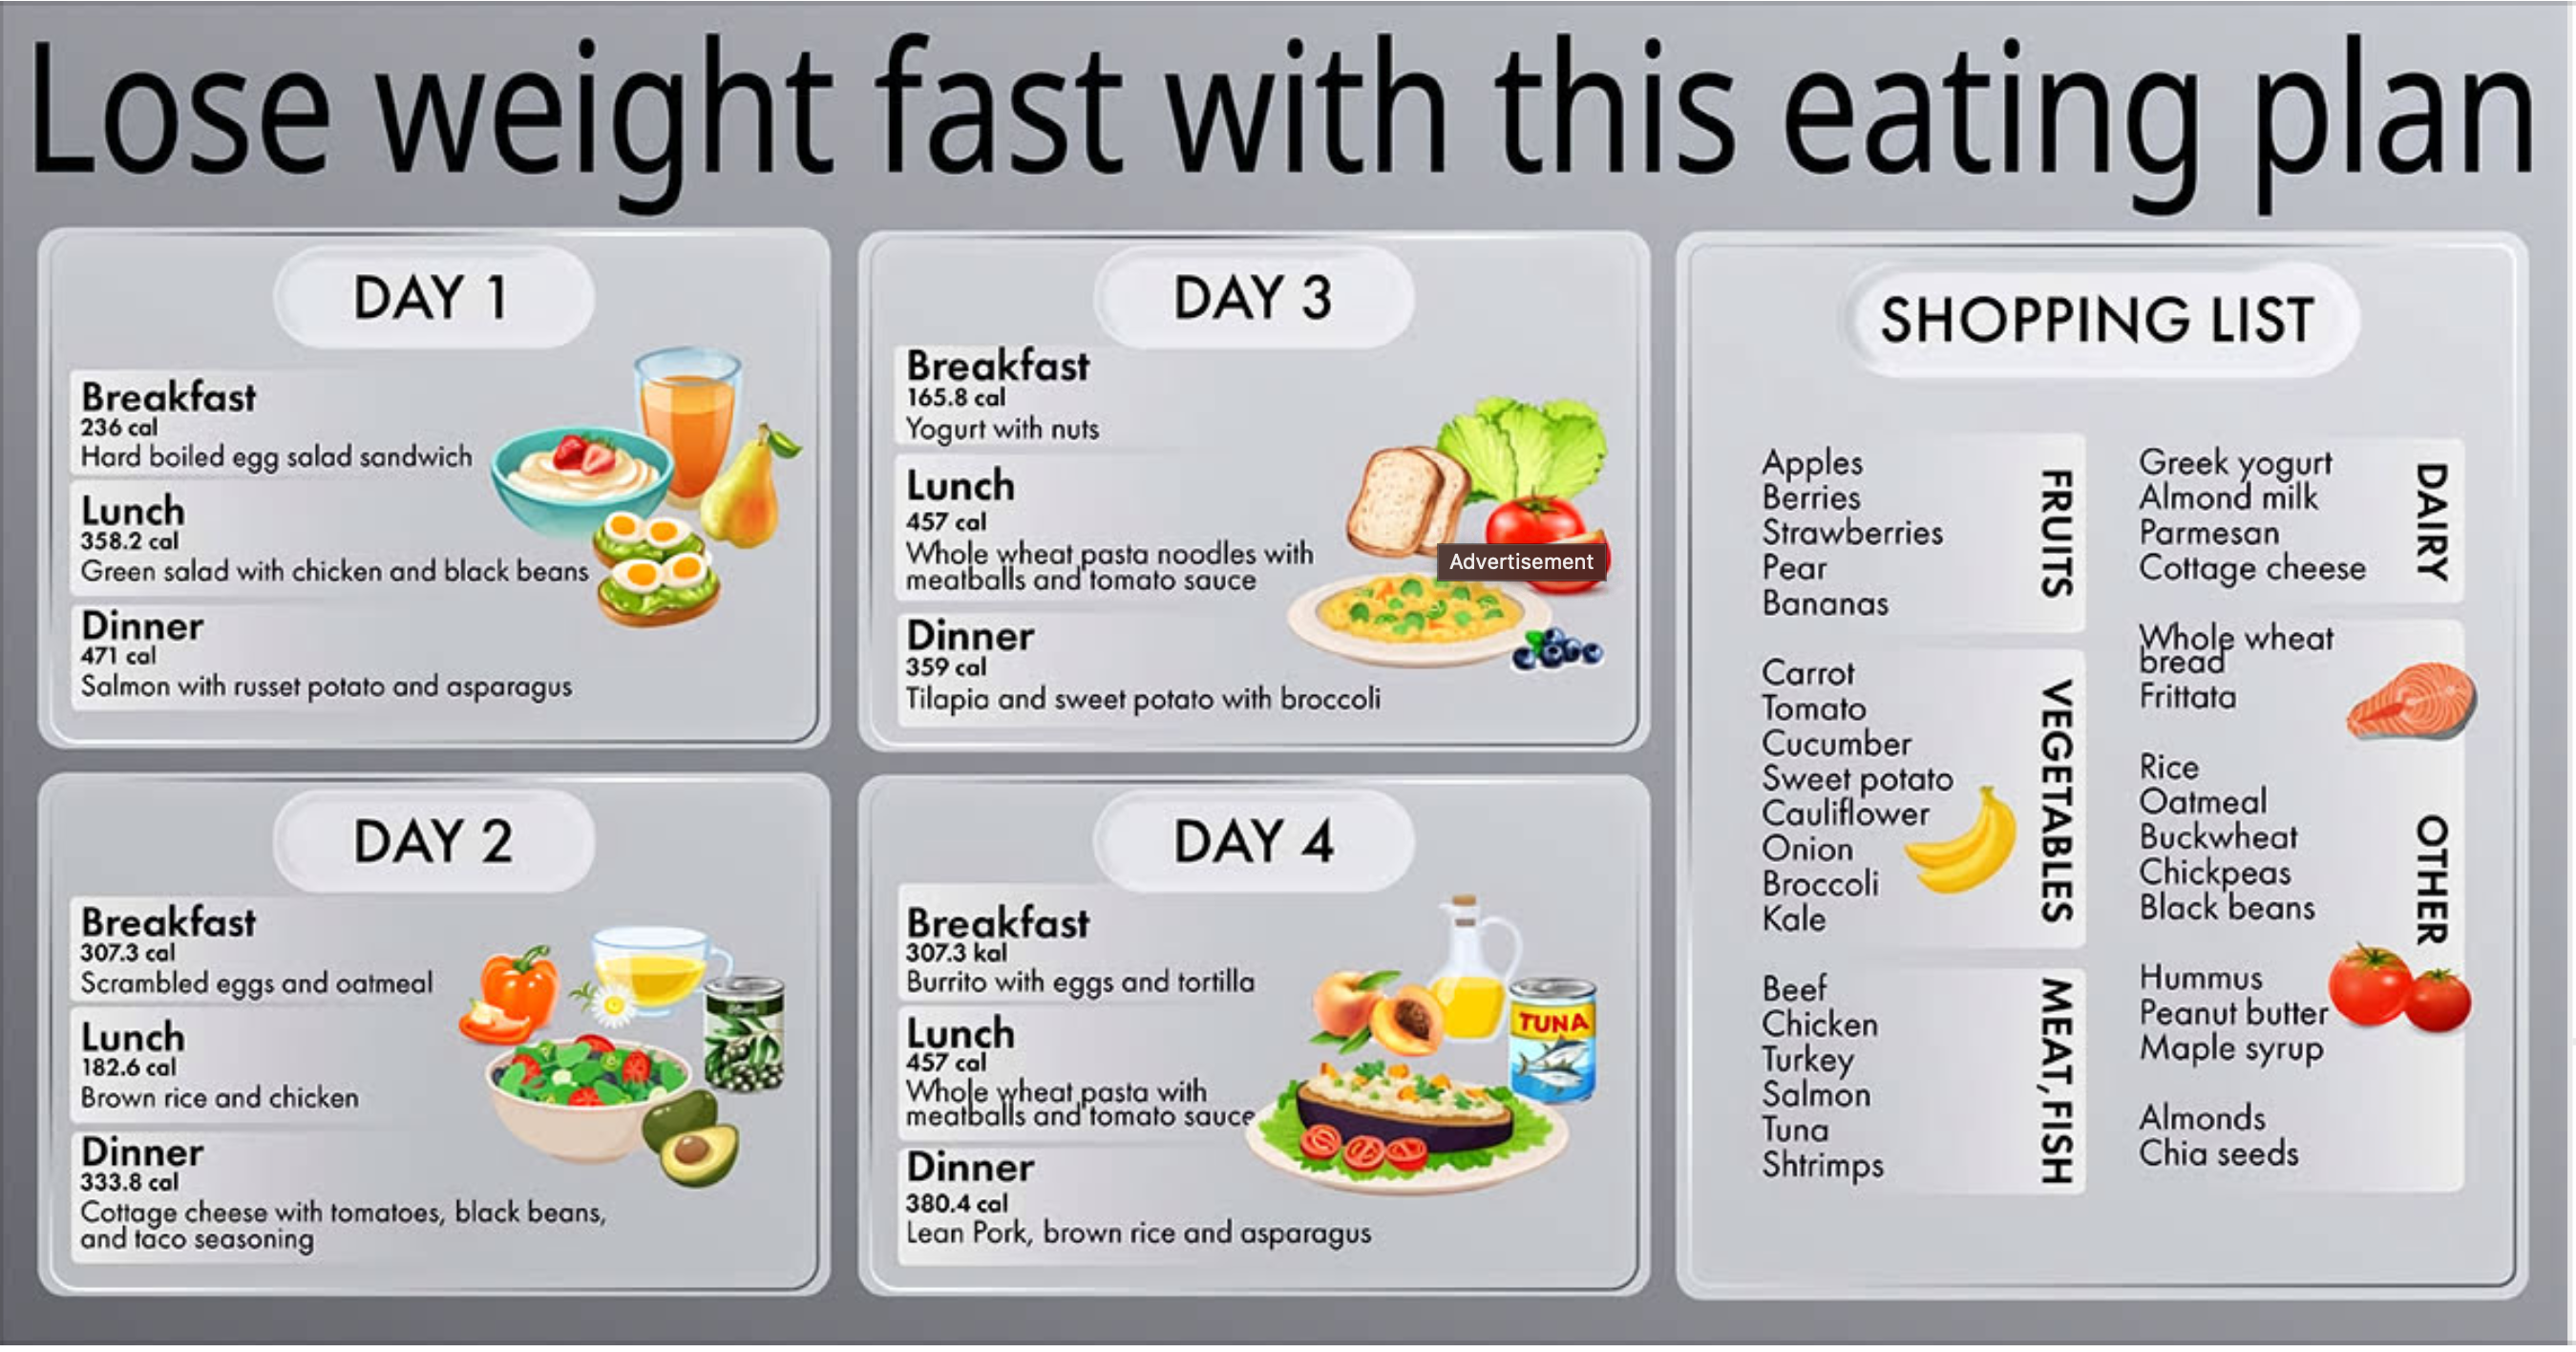 Lose weight fast with this eating plan
DAY 1
Breakfast
236 cal
Hard boiled egg salad sandwich
Lunch
358.2 cal
Green salad with chicken and black beans
Dinner
471 cal
Salmon with russet potato and asparagus
DAY 2
Breakfast
307.3 cal
Scrambled eggs and oatmeal
Lunch
182.6 cal
Brown rice and chicken
Dinner
333.8 cal
Cottage cheese with tomatoes, black beans,
and taco seasoning
DAY 3
Breakfast
165.8 cal
Yogurt with nuts
Lunch
457 cal
Whole wheat pasta noodles with
meatballs and tomato sauce
Advertisement
Dinner
359 cal
Tilapia and sweet potato with broccoli
DAY 4
Breakfast
307.3 kal
Burrito with eggs and tortilla
Lunch
457 cal
Whole wheat pasta with
meatballs and tomato sauce
Dinner
380.4 cal
Lean Pork, brown rice and asparagus
TUNA
SHOPPING LIST
FRUITS
Apples
Berries
Strawberries
Pear
Bananas
VEGETABLES
Carrot
Tomato
Cucumber
Sweet potato
Cauliflower
Onion
Broccoli
Kale
MEAT, FISH
Beef
Chicken
Turkey
Salmon
Tuna
Shtrimps
DAIRY
Greek yogurt
Almond milk
Parmesan
Cottage cheese
OTHER
Whole wheat
bread
Frittata
Rice
Oatmeal
Buckwheat
Chickpeas
Black beans
Hummus
Peanut butter
Maple syrup
Almonds
Chia seeds